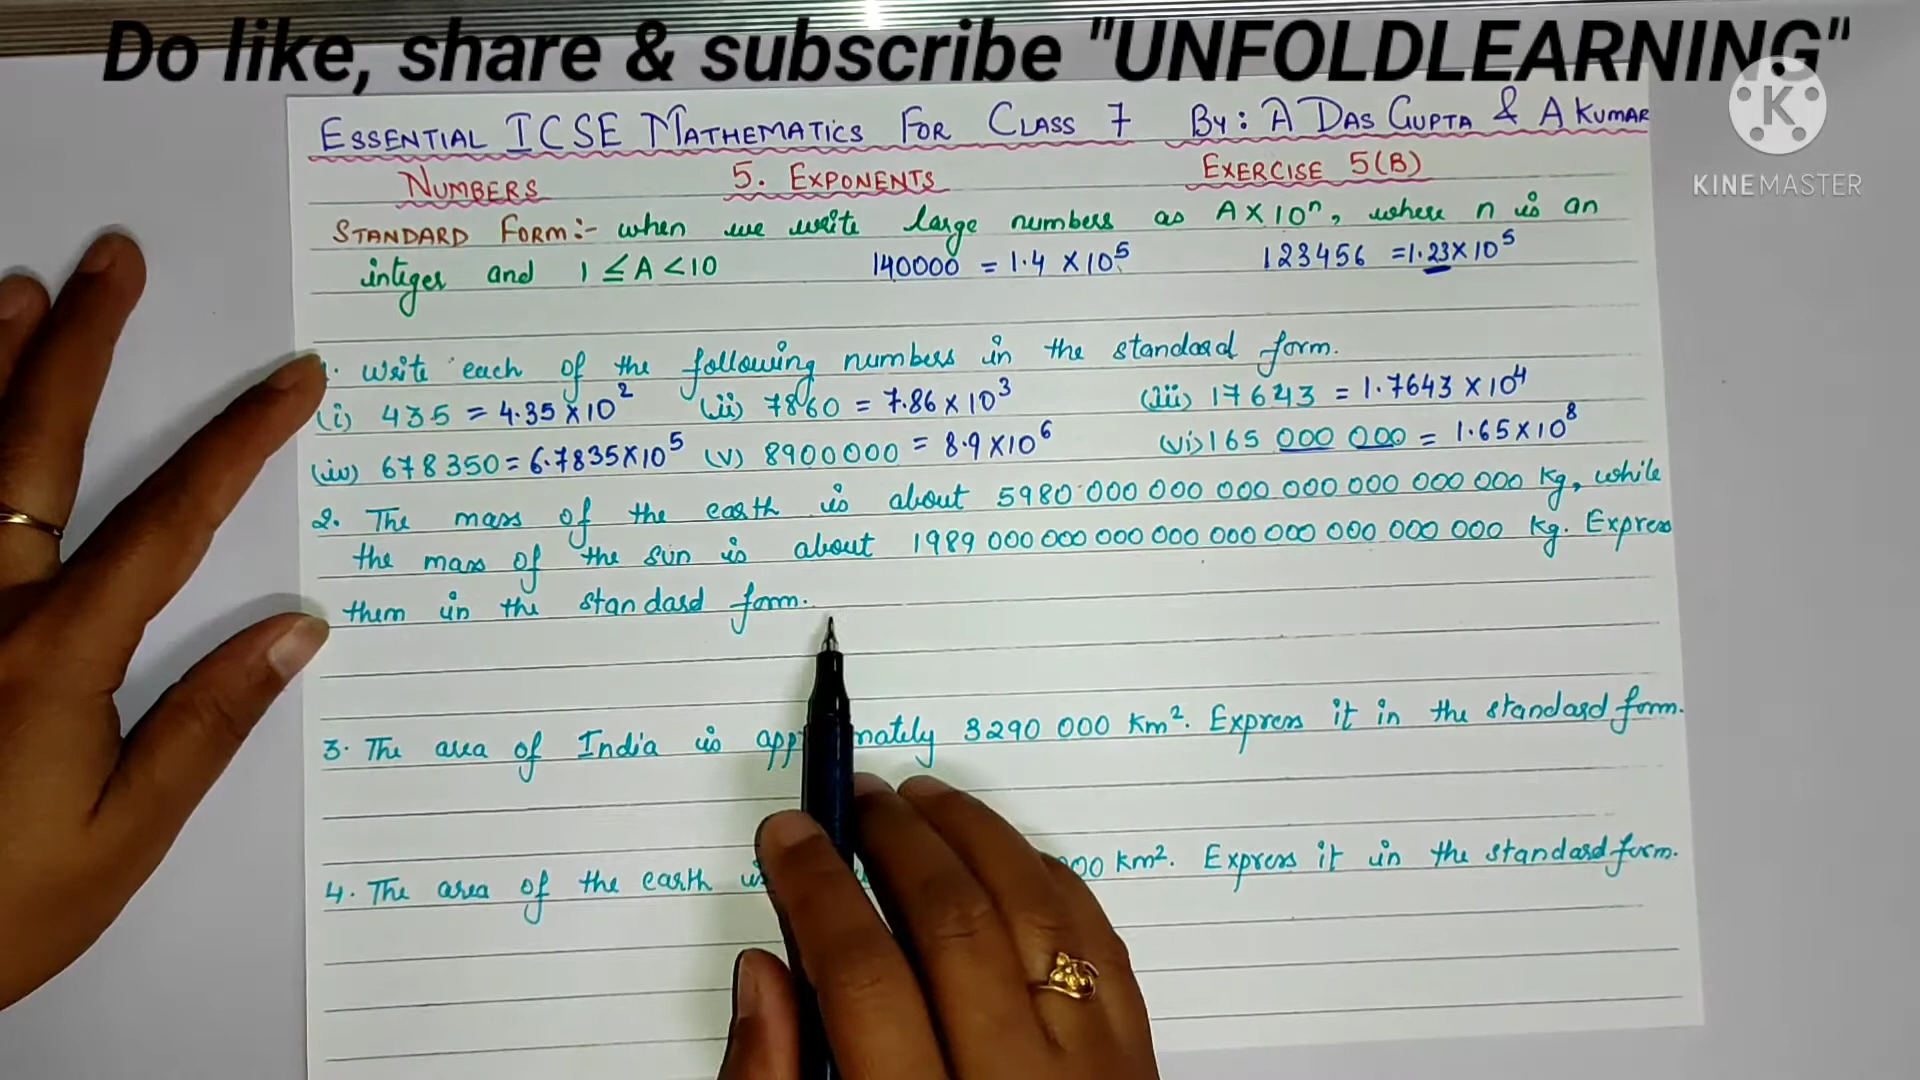 Do like, share & subscribe "UNFOLDLEARNING"
KINEMASTER
ESSENTIAL ICSE MATHEMATICS FOR CLASS 7 BY: A DAS GUPTA & A KUMAR
NUMBERS 5. EXPONENTS EXERCISE 5(B)
STANDARD FORM:- when we write large numbers as A×10ⁿ, where n is an
integer and 1 ≤ A < 10 140000 = 1.4 × 10⁵ 123456 = 1.23×10⁵
1. Write each of the following numbers in the standard form.
(i) 435 = 4.35×10² (ii) 7860 = 7.86×10³ (iii) 17643 = 1.7643×10⁴
(iv) 678350 = 6.7835×10⁵ (v) 8900000 = 8.9×10⁶ (vi) 165 000 000 = 1.65×10⁸
2. The mass of the earth is about 5980 000 000 000 000 000 000 000 kg, while
the mass of the sun is about 1989 000 000 000 000 000 000 000 000 000 kg. Express
them in the standard form.
3. The area of India is nately 3290 000 Km². Express it in the standard form.
4. The area of the earth 000 km². Express it in the standard form.